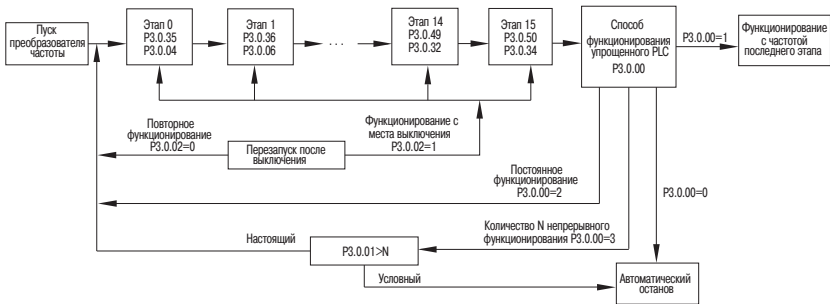 Пуск
преобразователя
частоты
Этап 0
P3.0.35
P3.0.04
Этап 1
P3.0.36
P3.0.06
. . .
Этап 14
P3.0.49
P3.0.32
Этап 15
P3.0.50
P3.0.34
Способ
функционирования
упрощенного PLC
P3.0.00
P3.0.00=1
Функционирование
с частотой
последнего этапа
Повторное
функционирование
P3.0.02=0
Перезапуск после
выключения
Функционирование с
места выключения
P3.0.02=1
Постоянное
функционирование
P3.0.00=2
P3.0.00=0
Количество N непрерывного
функционирования P3.0.00=3
Настоящий
P3.0.01>N
Условный
Автоматический
останов